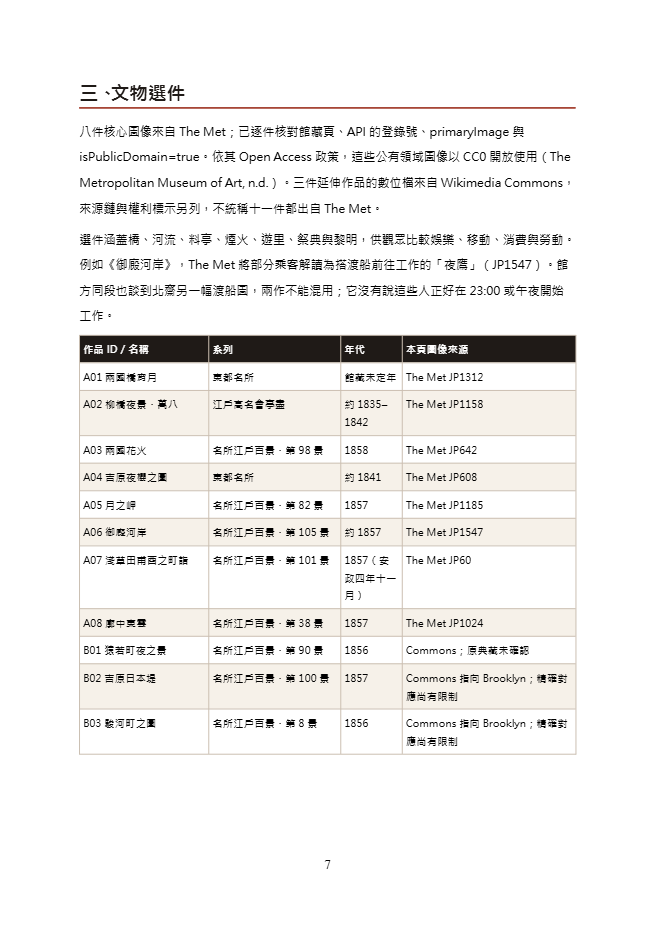 三、文物選件
八件核心圖像來自 The Met；已逐件核對館藏頁、API 的登錄號、primaryImage 與
isPublicDomain=true。依其 Open Access 政策，這些公有領域圖像以 CC0 開放使用（The
Metropolitan Museum of Art, n.d.）。三件延伸作品的數位檔來自 Wikimedia Commons，
來源鏈與權利標示另列，不統稱十一件都出自 The Met。
選件涵蓋橋、河流、料亭、煙火、遊里、祭典與黎明，供觀眾比較娛樂、移動、消費與勞動。
例如《御廄河岸》，The Met 將部分乘客解讀為搭渡船前往工作的「夜鷹」（JP1547）。館
方同段也談到北齋另一幅渡船圖，兩作不能混用；它沒有說這些人正好在 23:00 或午夜開始
工作。
作品 ID / 名稱 系列 年代 本頁圖像來源
A01 兩國橋宵月 東都名所 館藏未定年 The Met JP1312
A02 柳橋夜景・萬八 江戶高名會亭盡 約 1835–
1842 The Met JP1158
A03 兩國花火 名所江戶百景・第 98 景 1858 The Met JP642
A04 吉原夜櫻之圖 東都名所 約 1841 The Met JP608
A05 月之岬 名所江戶百景・第 82 景 1857 The Met JP1185
A06 御廄河岸 名所江戶百景・第 105 景 約 1857 The Met JP1547
A07 淺草田甫酉之町詣 名所江戶百景・第 101 景 1857（安
政四年十一
月） The Met JP60
A08 廓中東雲 名所江戶百景・第 38 景 1857 The Met JP1024
B01 猿若町夜之景 名所江戶百景・第 90 景 1856 Commons；原典藏未確認
B02 吉原日本堤 名所江戶百景・第 100 景 1857 Commons 指向 Brooklyn；精確對
應尚有限制
B03 駿河町之圖 名所江戶百景・第 8 景 1856 Commons 指向 Brooklyn；精確對
應尚有限制
7